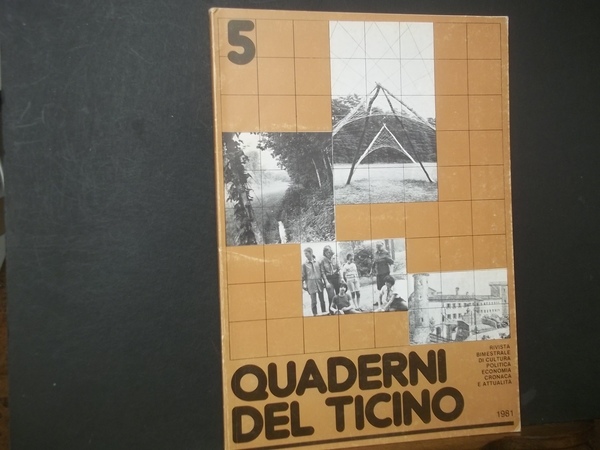 5
RIVISTA
BIMESTRALE
DI CULTURA
POLITICA
ECONOMIA
CRONACA
E ATTUALITÀ
QUADERNI
DEL TICINO
1981